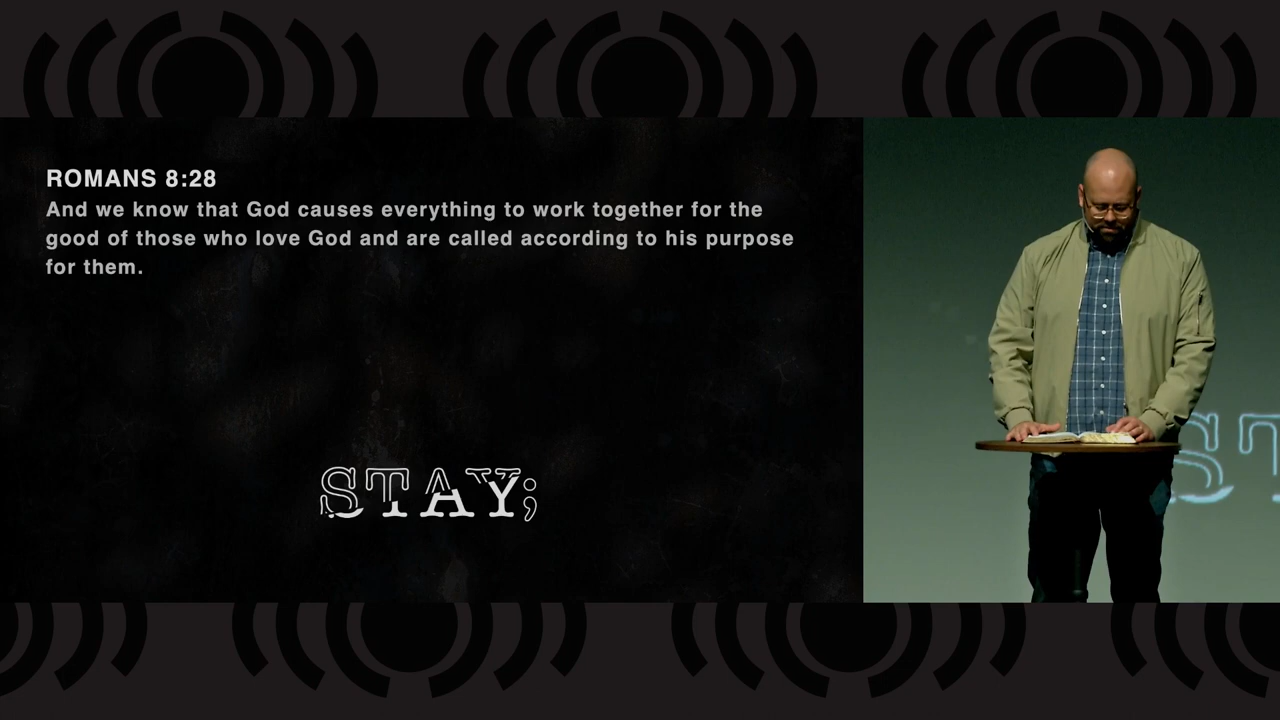 ROMANS 8:28
And we know that God causes everything to work together for the
good of those who love God and are called according to his purpose
for them.
STAY;
ST